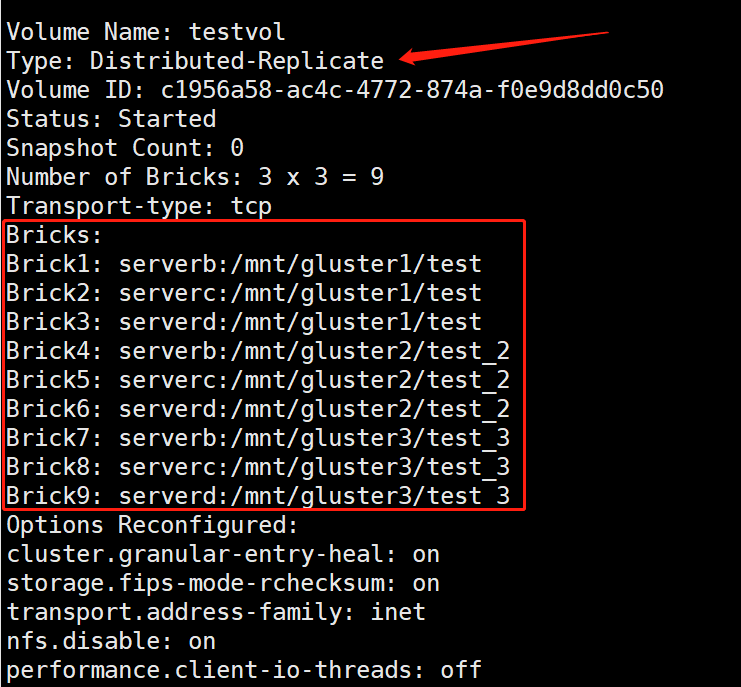 Volume Name: testvol
Type: Distributed-Replicate
Volume ID: c1956a58-ac4c-4772-874a-f0e9d8dd0c50
Status: Started
Snapshot Count: 0
Number of Bricks: 3 x 3 = 9
Transport-type: tcp
Bricks:
Brick1: serverb:/mnt/gluster1/test
Brick2: serverc:/mnt/gluster1/test
Brick3: serverd:/mnt/gluster1/test
Brick4: serverb:/mnt/gluster2/test_2
Brick5: serverc:/mnt/gluster2/test_2
Brick6: serverd:/mnt/gluster2/test_2
Brick7: serverb:/mnt/gluster3/test_3
Brick8: serverc:/mnt/gluster3/test_3
Brick9: serverd:/mnt/gluster3/test_3
Options Reconfigured:
cluster.granular-entry-heal: on
storage.fips-mode-rchecksum: on
transport.address-family: inet
nfs.disable: on
performance.client-io-threads: off